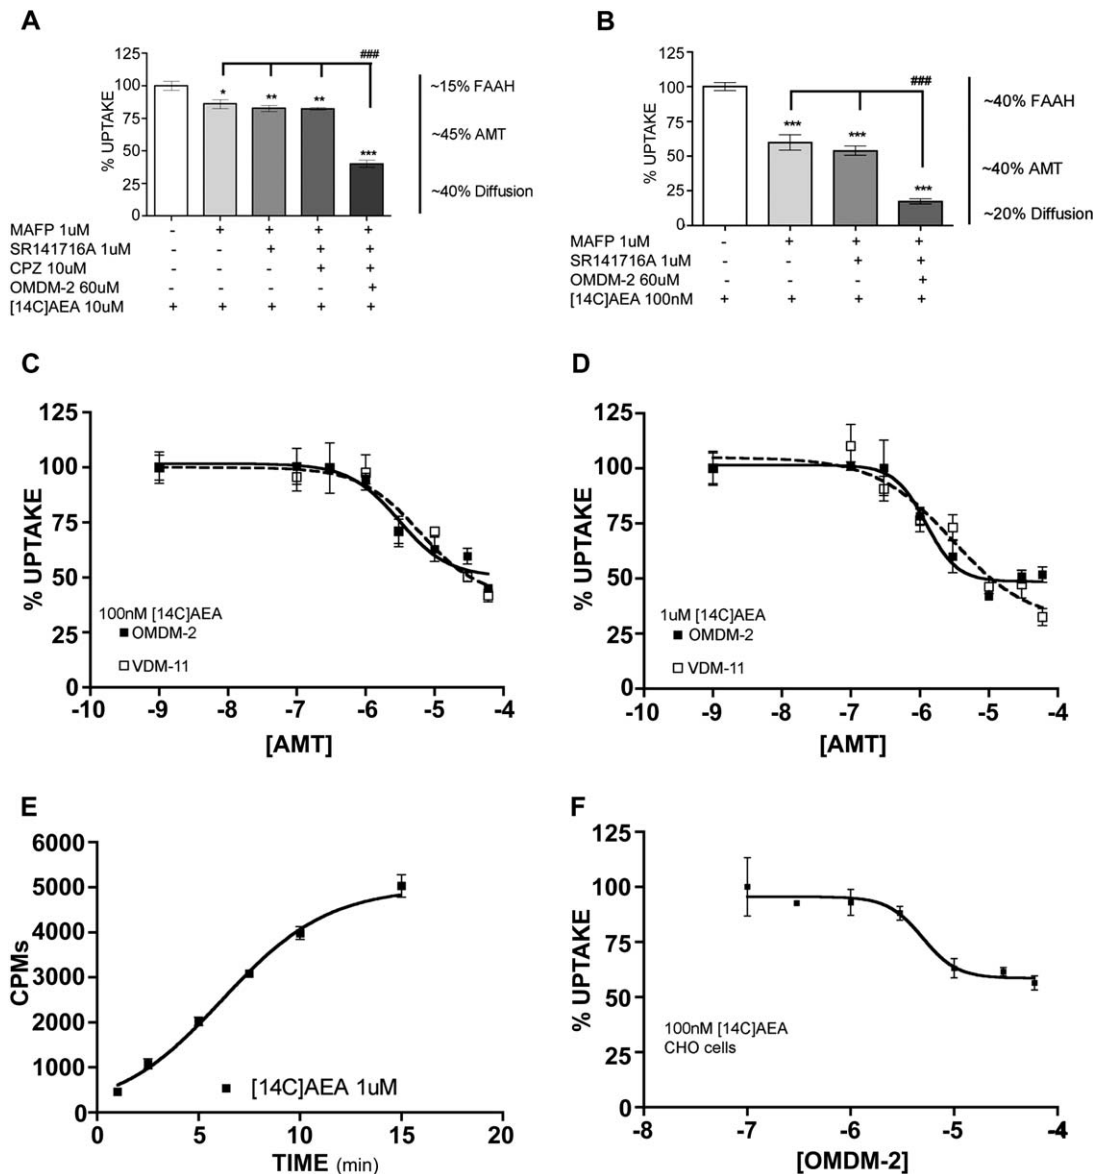 A
125
100
75
50
25
0
% UPTAKE
*
**
**
***
###
~15% FAAH
~45% AMT
~40% Diffusion
MAFP 1uM - + + + +
SR141716A 1uM - - + + +
CPZ 10uM - - - + +
OMDM-2 60uM - - - - +
[14C]AEA 10uM + + + + +
B
125
100
75
50
25
0
% UPTAKE
***
***
***
###
~40% FAAH
~40% AMT
~20% Diffusion
MAFP 1uM - + + +
SR141716A 1uM - - + +
OMDM-2 60uM - - - +
[14C]AEA 100nM + + + +
C
125
100
75
50
25
0
% UPTAKE
100nM [14C]AEA
OMDM-2
VDM-11
-10 -9 -8 -7 -6 -5 -4
[AMT]
D
125
100
75
50
25
0
% UPTAKE
1uM [14C]AEA
OMDM-2
VDM-11
-10 -9 -8 -7 -6 -5 -4
[AMT]
E
6000
5000
4000
3000
2000
1000
0
CPMs
[14C]AEA 1uM
0 5 10 15 20
TIME (min)
F
125
100
75
50
25
0
% UPTAKE
100nM [14C]AEA
CHO cells
-8 -7 -6 -5 -4
[OMDM-2]